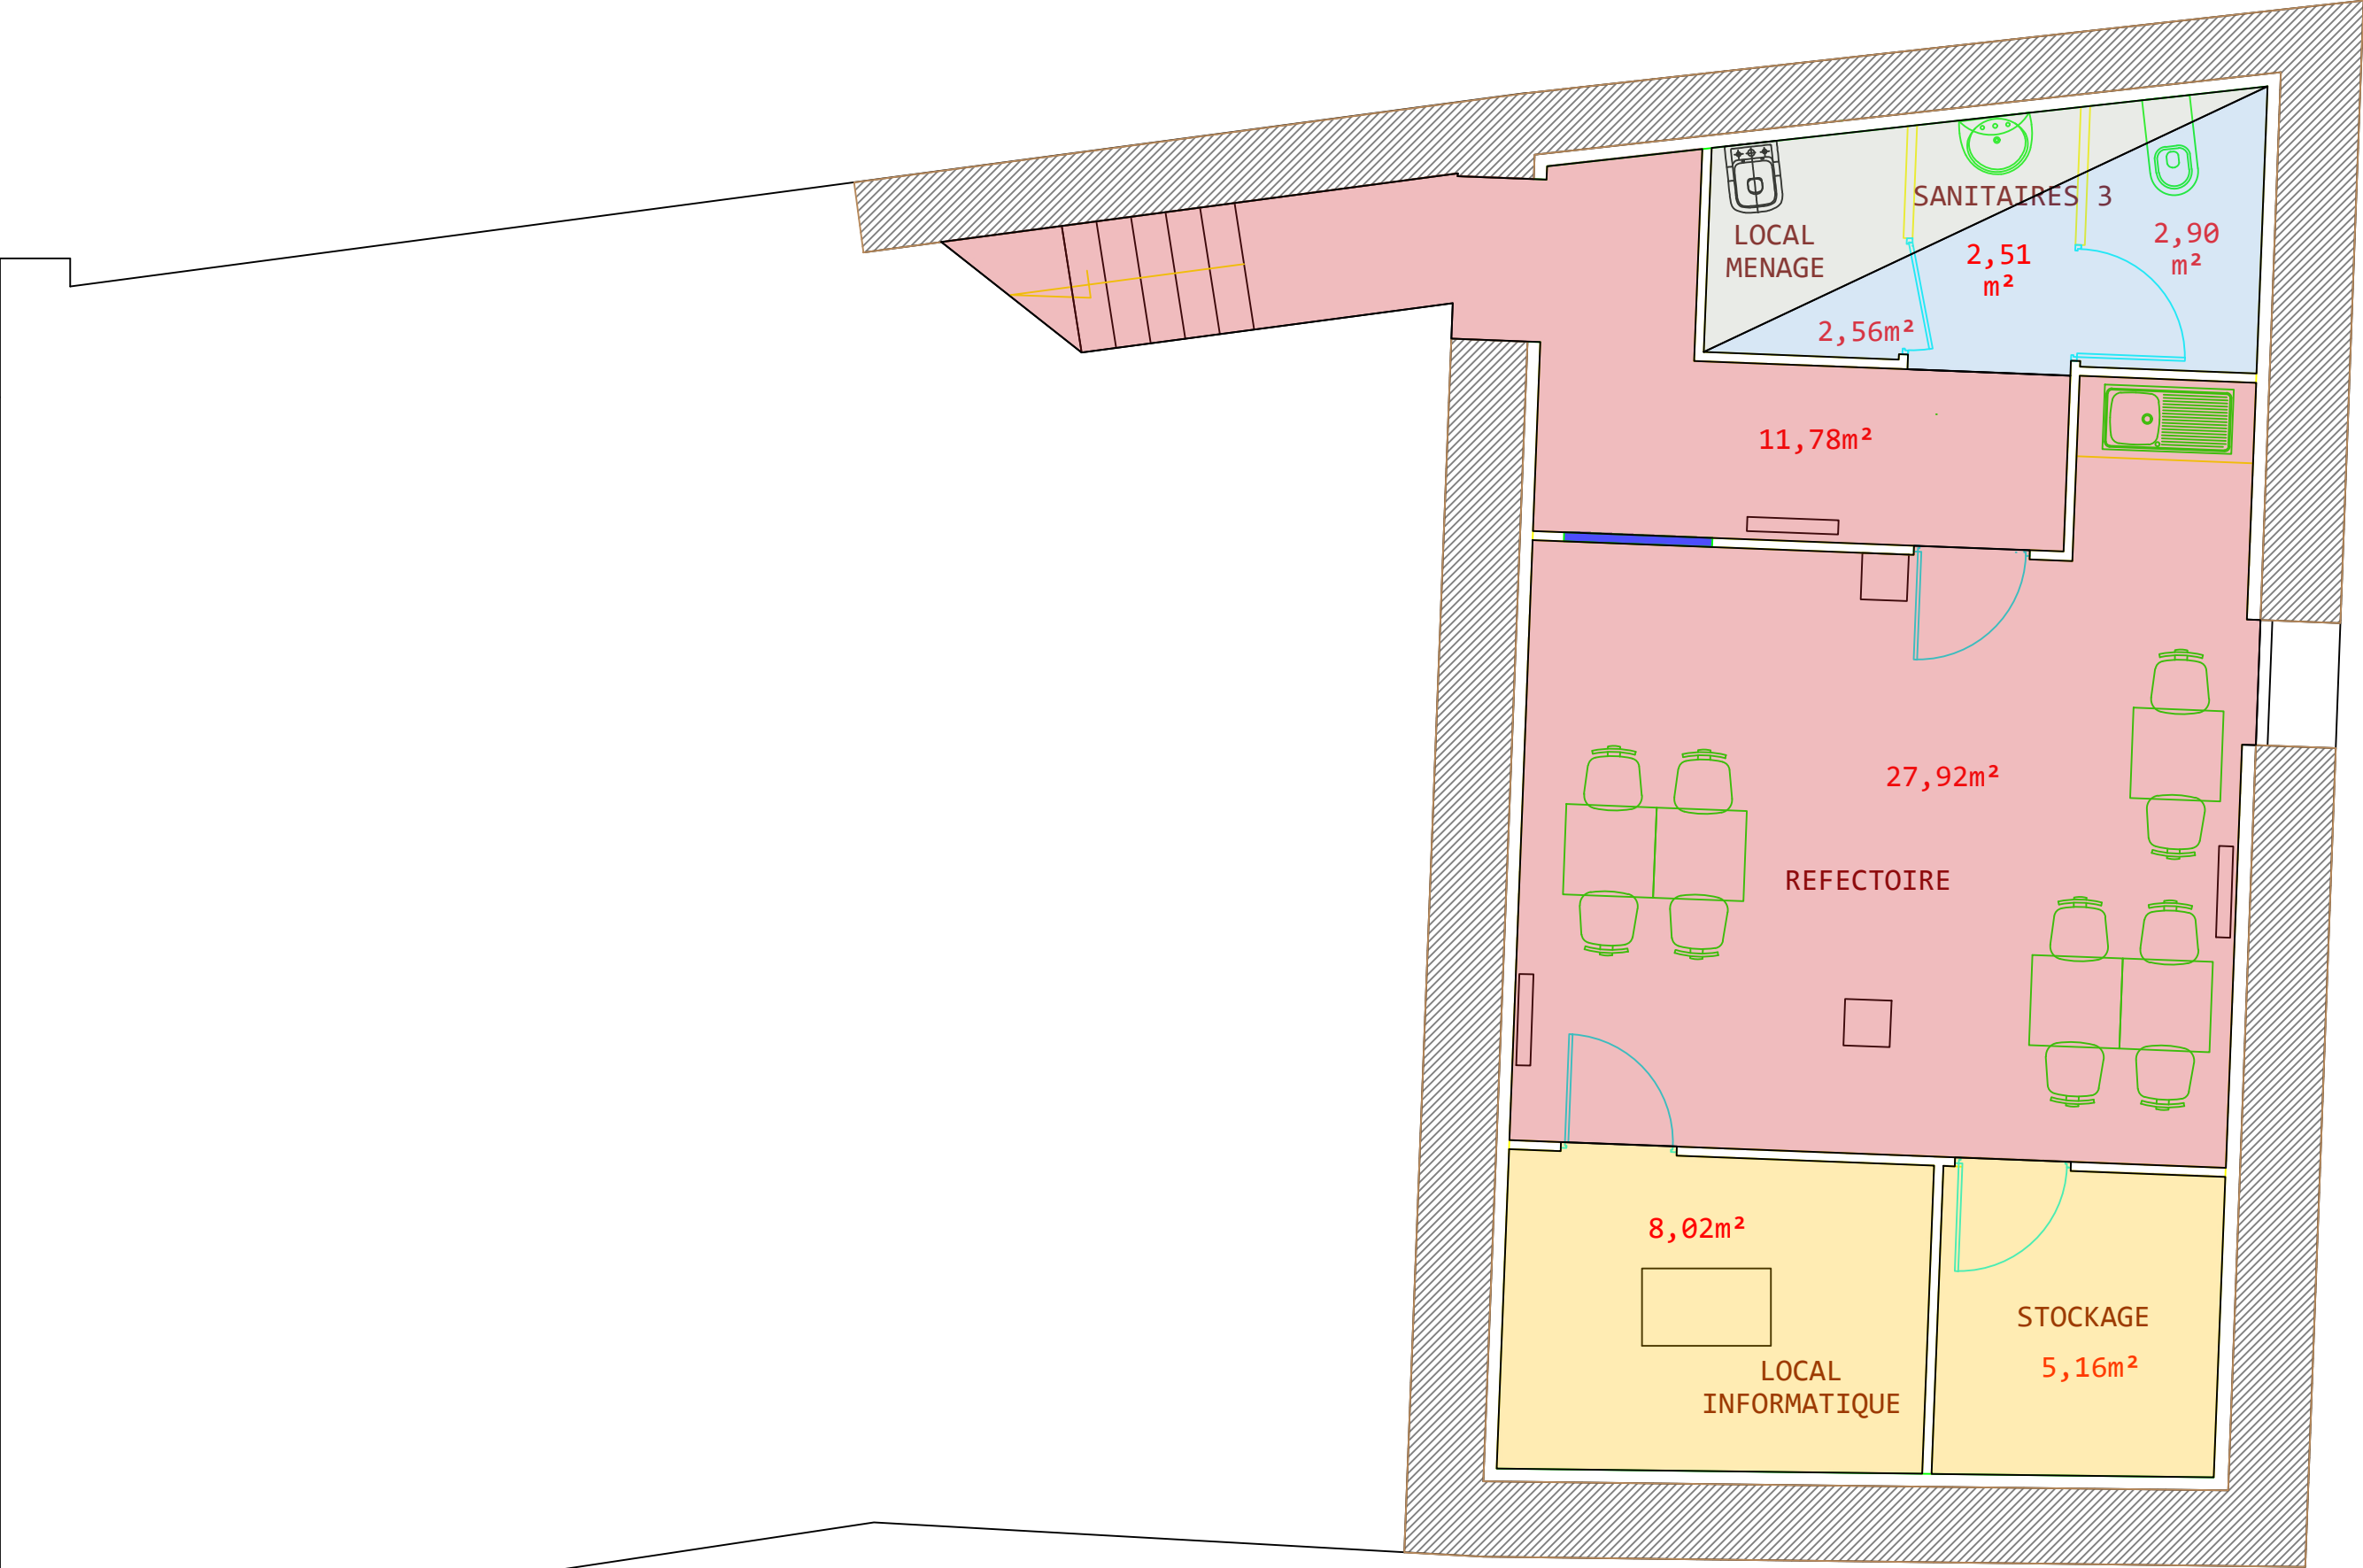 SANITAIRES 3
LOCAL
MENAGE
2,51
m²
2,90
m²
2,56m²
11,78m²
27,92m²
REFECTOIRE
8,02m²
LOCAL
INFORMATIQUE
STOCKAGE
5,16m²